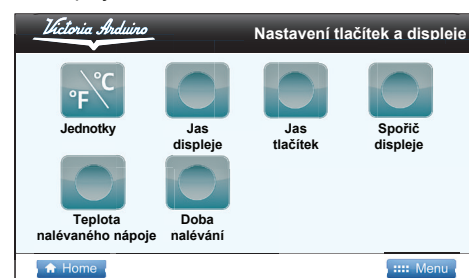 Victoria Arduino
Nastavení tlačítek a displeje
°C
°F
Jednotky
Jas
displeje
Jas
tlačítek
Spořič
displeje
Teplota
nalévaného nápoje
Doba
nalévání
Home
Menu